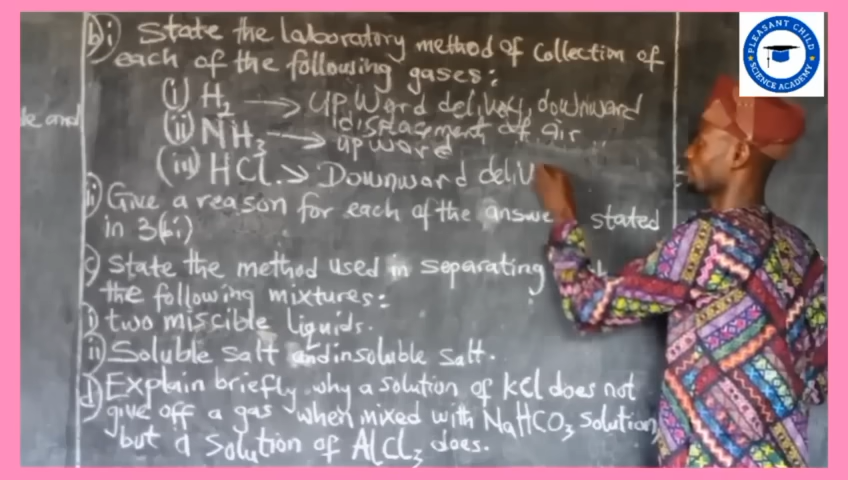 PLEASANT CHILD
SCIENCE ACADEMY
b)i State the laboratory method of collection of
each of the following gases:
(i) H2 → Upward delivery, downward
displacement of air
(ii) NH3 → upward "
(iii) HCl → Downward deliv
ii) Give a reason for each of the answe stated
in 3(bi)
c) State the method used in separating
the following mixtures:
i) two miscible liquids.
ii) Soluble salt and insoluble salt.
d) Explain briefly why a solution of KCl does not
give off a gas when mixed with NaHCO3 solution,
but a solution of AlCl3 does.